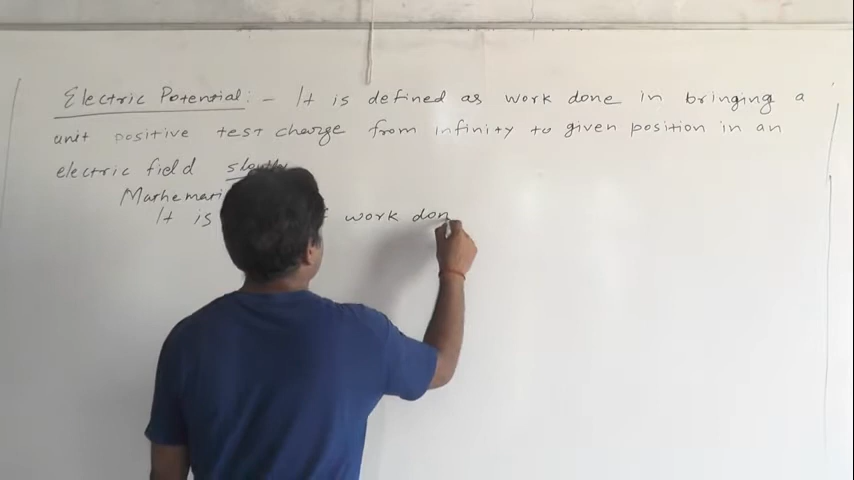 Electric Potential:- It is defined as work done in bringing a
unit positive test charge from infinity to given position in an
electric field
It is work don